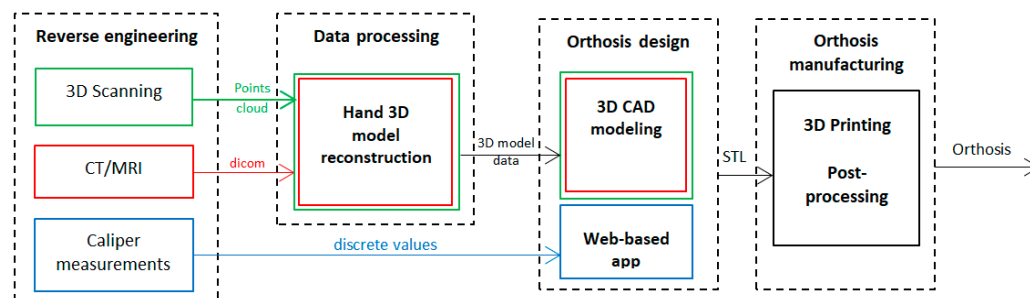 Reverse engineering
3D Scanning
CT/MRI
Caliper
measurements
Points
cloud
dicom
discrete values
Data processing
Hand 3D
model
reconstruction
3D model
data
Orthosis design
3D CAD
modeling
Web-based
app
STL
Orthosis
manufacturing
3D Printing
Post-
processing
Orthosis